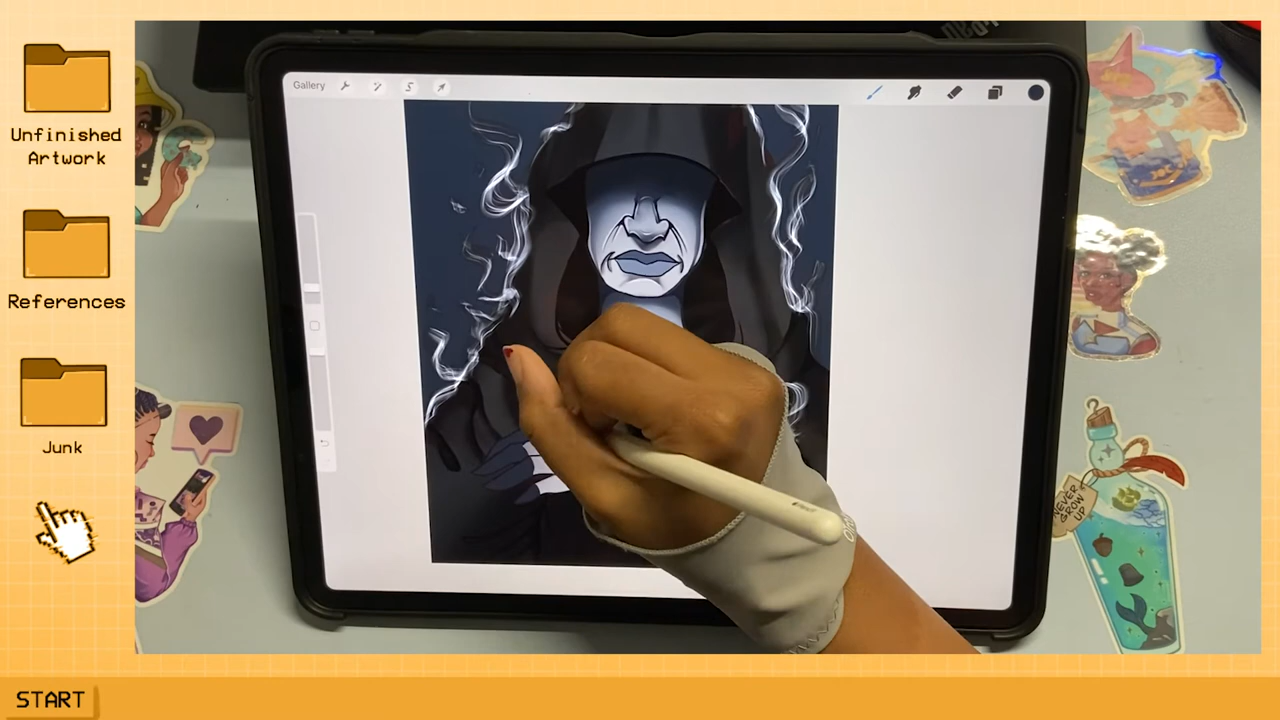 Unfinished
Artwork
References
Junk
START
Gallery
NEVER
GROW
UP